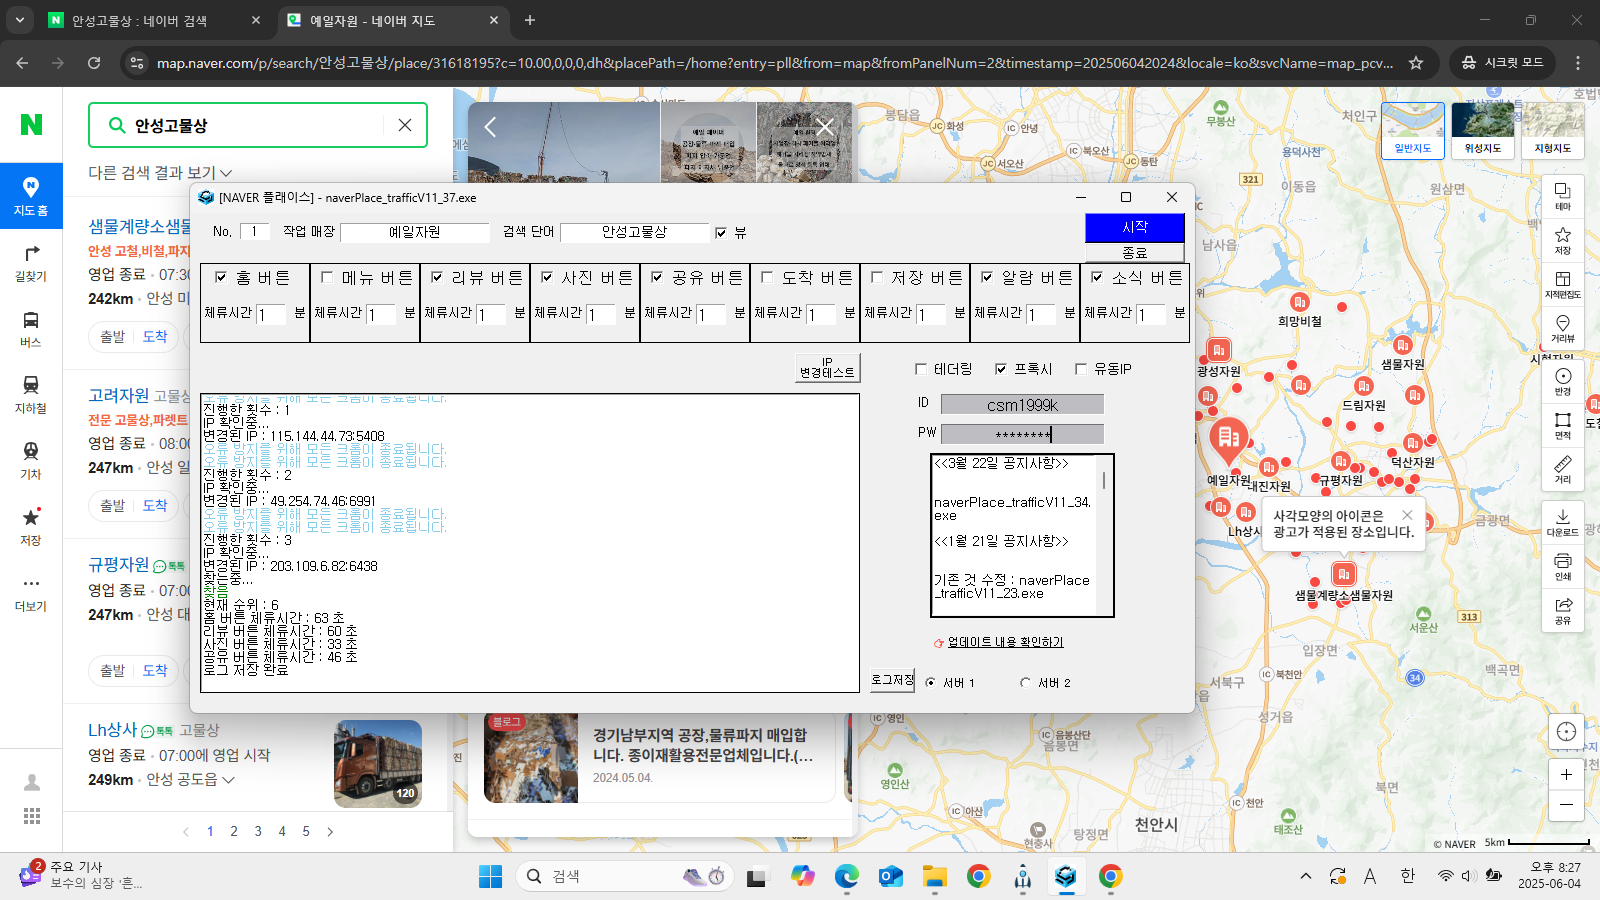 안성고물상 : 네이버 검색
예일자원 - 네이버 지도
map.naver.com/p/search/안성고물상/place/31618195?c=10.00,0,0,0,dh&placePath=/home?entry=pll&from=map&fromPanelNum=2&timestamp=202506042024&locale=ko&svcName=map_pcv...
시크릿 모드
N
안성고물상
다른 검색 결과 보기
지도 홈
길찾기
버스
지하철
기차
저장
더보기
샘물계량소샘물
안성 고철,비철,파지
영업 종료 · 07:30
242km · 안성 미
출발 도착
고려자원 고물상
전문 고물상,파렛트
영업 종료 · 08:00
247km · 안성 일
출발 도착
규평자원 톡톡
영업 종료 · 07:00
247km · 안성 대
출발 도착
Lh상사 톡톡 고물상
영업 종료 · 07:00에 영업 시작
249km · 안성 공도읍
120
1 2 3 4 5
[NAVER 플래이스] - naverPlace_trafficV11_37.exe
No. 1 작업 매장 예일자원 검색 단어 안성고물상 뷰
시작
종료
홈 버튼 메뉴 버튼 리뷰 버튼 사진 버튼 공유 버튼 도착 버튼 저장 버튼 알람 버튼 소식 버튼
체류시간 1 분 체류시간 1 분 체류시간 1 분 체류시간 1 분 체류시간 1 분 체류시간 1 분 체류시간 1 분 체류시간 1 분 체류시간 1 분
IP
변경테스트
테더링 프록시 유동IP
ID csm1999k
PW ********
오류 방지를 위해 모든 크롬이 종료됩니다.
진행한 횟수 : 1
IP 확인중...
변경된 IP : 115.144.44.73:5408
오류 방지를 위해 모든 크롬이 종료됩니다.
오류 방지를 위해 모든 크롬이 종료됩니다.
진행한 횟수 : 2
IP 확인중...
변경된 IP : 49.254.74.46:6991
오류 방지를 위해 모든 크롬이 종료됩니다.
오류 방지를 위해 모든 크롬이 종료됩니다.
진행한 횟수 : 3
IP 확인중...
변경된 IP : 203.109.6.82:6438
찾는중...
찾음
현재 순위 : 6
홈 버튼 체류시간 : 63 초
리뷰 버튼 체류시간 : 60 초
사진 버튼 체류시간 : 33 초
공유 버튼 체류시간 : 46 초
로그 저장 완료
<<3월 22일 공지사항>>
naverPlace_trafficV11_34.
exe
<<1월 21일 공지사항>>
기존 것 수정 : naverPlace
_trafficV11_23.exe
업데이트 내용 확인하기
로그저장 서버 1 서버 2
블로그
경기남부지역 공장,물류파지 매입합
니다. 종이재활용전문업체입니다.(...
2024.05.04.
일반지도 위성지도 지형지도
테마
저장
지적편집도
거리뷰
반경
면적
거리
다운로드
인쇄
공유
봉담읍
JC 화성
IC 안녕
무봉산
처인구
IC 북오산
JC 서오산
JC 동탄
용덕사천
321
이동읍
원삼면
남사읍
희망비철
광성자원
샘물자원
드림자원
덕산자원
예일자원
대진자원
규평자원
Lh상사
금광면
사각모양의 아이콘은
광고가 적용된 장소입니다.
샘물계량소샘물자원
서운산
313
입장면
서북구
IC 북천안
34
백곡면
성거읍
IC 영인
IC 음봉산단
음봉면
영인산
북면
IC 아산
IC 천안
현충사
탕정면
천안시
태조산
© NAVER 5km
2
주요 기사
보수의 심장 '흔...
검색
A
한
오후 8:27
2025-06-04